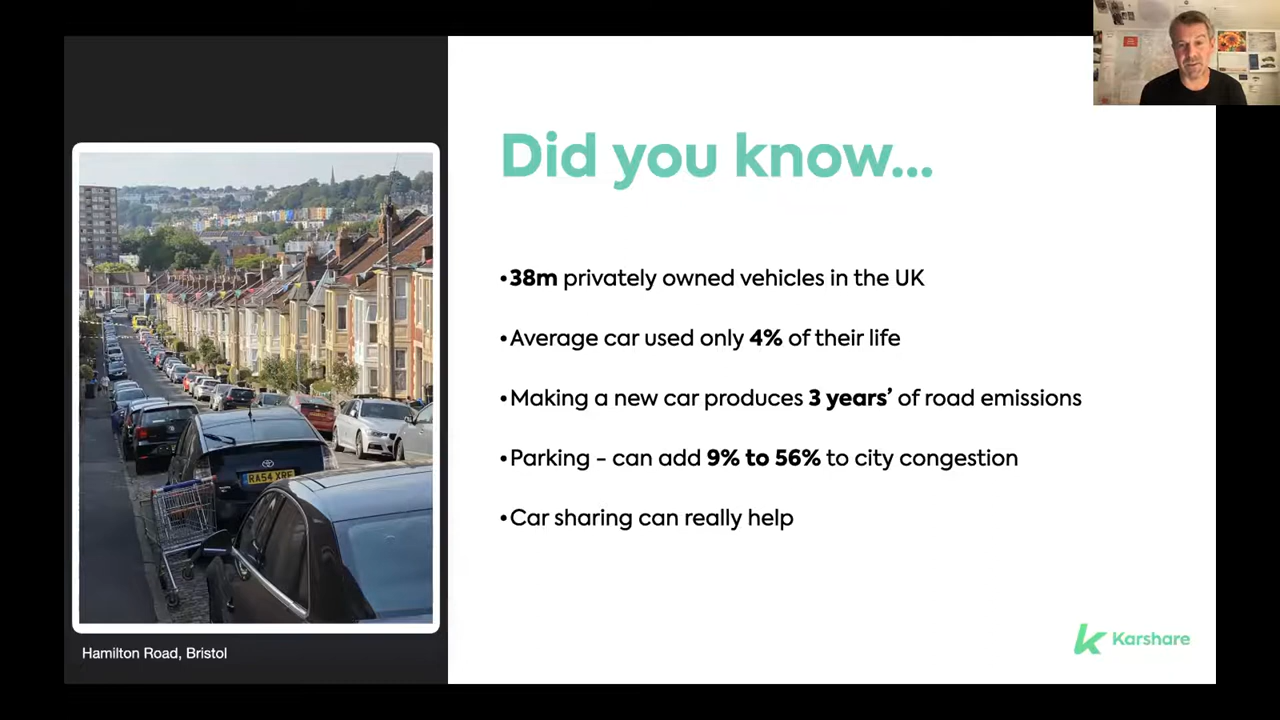 Did you know...
•38m privately owned vehicles in the UK
•Average car used only 4% of their life
•Making a new car produces 3 years’ of road emissions
•Parking - can add 9% to 56% to city congestion
•Car sharing can really help
RA54 XRF
Hamilton Road, Bristol
Karshare